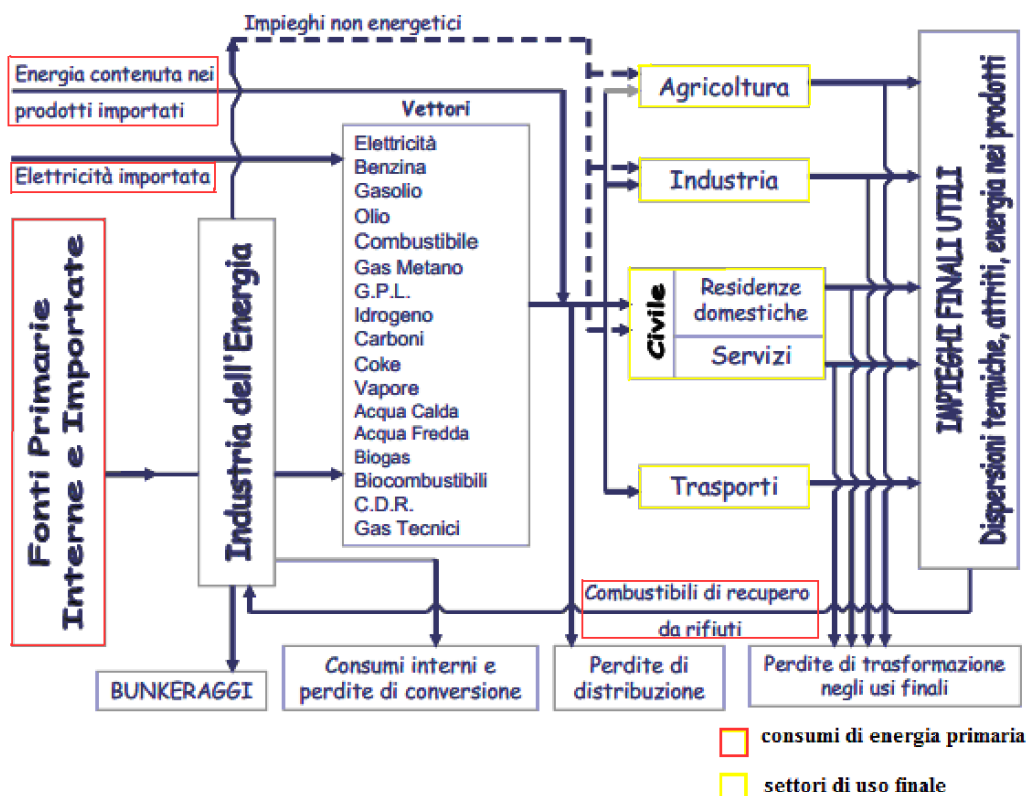 Impieghi non energetici
Energia contenuta nei
prodotti importati
Elettricità importata
Fonti Primarie
Interne e Importate
Industria dell'Energia
Vettori
Elettricità
Benzina
Gasolio
Olio
Combustibile
Gas Metano
G.P.L.
Idrogeno
Carboni
Coke
Vapore
Acqua Calda
Acqua Fredda
Biogas
Biocombustibili
C.D.R.
Gas Tecnici
Agricoltura
Industria
Civile
Residenze
domestiche
Servizi
Trasporti
IMPIEGHI FINALI UTILI
Dispersioni termiche, attriti, energia nei prodotti
Combustibili di recupero
da rifiuti
BUNKERAGGI
Consumi interni e
perdite di conversione
Perdite di
distribuzione
Perdite di trasformazione
negli usi finali
consumi di energia primaria
settori di uso finale